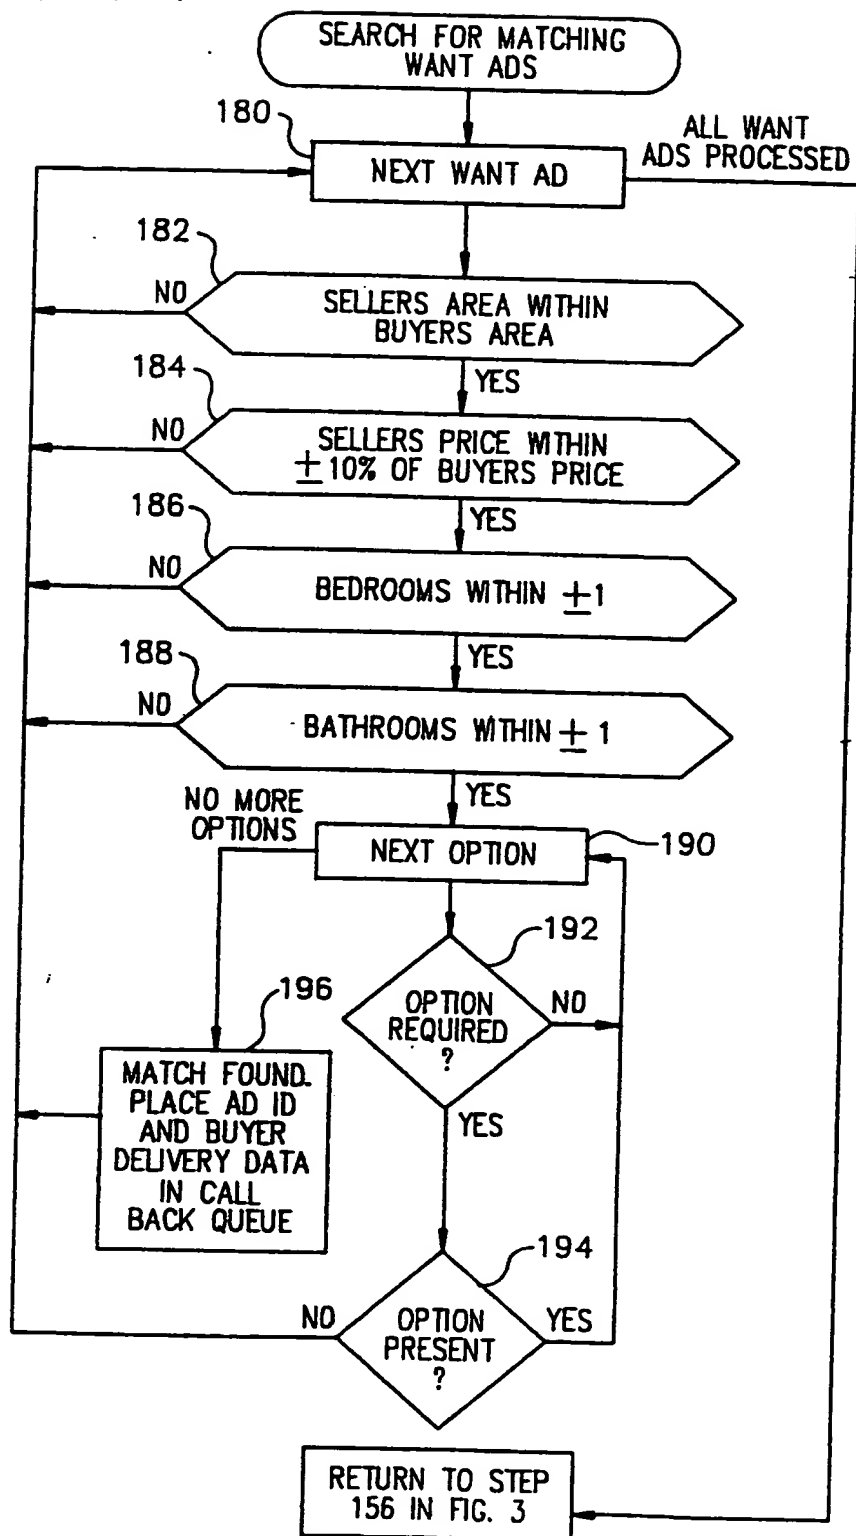 SEARCH FOR MATCHING
WANT ADS
180
ALL WANT
ADS PROCESSED
NEXT WANT AD
182
NO
SELLERS AREA WITHIN
BUYERS AREA
YES
184
NO
SELLERS PRICE WITHIN
±10% OF BUYERS PRICE
YES
186
NO
BEDROOMS WITHIN ±1
YES
188
NO
BATHROOMS WITHIN ± 1
YES
NO MORE
OPTIONS
NEXT OPTION
190
192
OPTION
REQUIRED
?
NO
YES
196
MATCH FOUND.
PLACE AD ID
AND BUYER
DELIVERY DATA
IN CALL
BACK QUEUE
194
NO
OPTION
PRESENT
?
YES
RETURN TO STEP
156 IN FIG. 3